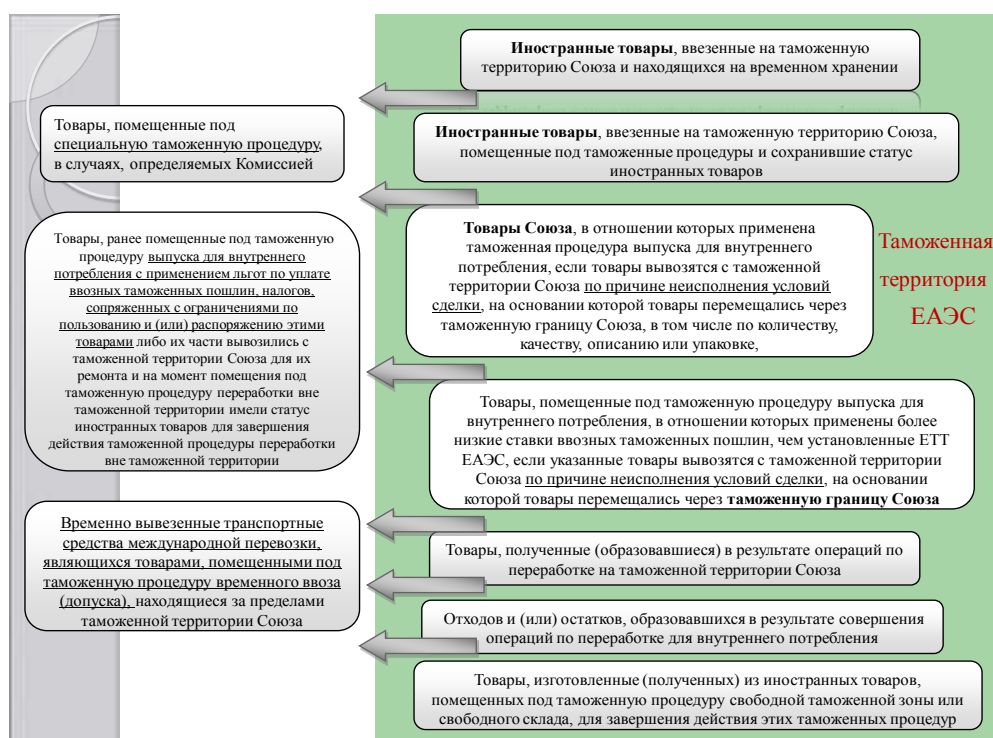 Иностранные товары, ввезенные на таможенную
территорию Союза и находящихся на временном хранении
Товары, помещенные под
специальную таможенную процедуру,
в случаях, определяемых Комиссией
Иностранные товары, ввезенные на таможенную территорию Союза,
помещенные под таможенные процедуры и сохранившие статус
иностранных товаров
Товары, ранее помещенные под таможенную
процедуру выпуска для внутреннего
потребления с применением льгот по уплате
ввозных таможенных пошлин, налогов,
сопряженных с ограничениями по
пользованию и (или) распоряжению этими
товарами либо их части вывозились с
таможенной территории Союза для их
ремонта и на момент помещения под
таможенную процедуру переработки вне
таможенной территории имели статус
иностранных товаров для завершения
действия таможенной процедуры переработки
вне таможенной территории
Товары Союза, в отношении которых применена
таможенная процедура выпуска для внутреннего
потребления, если товары вывозятся с таможенной
территории Союза по причине неисполнения условий
сделки, на основании которой товары перемещались через
таможенную границу Союза, в том числе по количеству,
качеству, описанию или упаковке,
Таможенная
территория
ЕАЭС
Товары, помещенные под таможенную процедуру выпуска для
внутреннего потребления, в отношении которых применены более
низкие ставки ввозных таможенных пошлин, чем установленные ЕТТ
ЕАЭС, если указанные товары вывозятся с таможенной территории
Союза по причине неисполнения условий сделки, на основании
которой товары перемещались через таможенную границу Союза
Временно вывезенные транспортные
средства международной перевозки,
являющихся товарами, помещенными под
таможенную процедуру временного ввоза
(допуска), находящиеся за пределами
таможенной территории Союза
Товары, полученные (образовавшиеся) в результате операций по
переработке на таможенной территории Союза
Отходов и (или) остатков, образовавшихся в результате совершения
операций по переработке для внутреннего потребления
Товары, изготовленные (полученных) из иностранных товаров,
помещенных под таможенную процедуру свободной таможенной зоны или
свободного склада, для завершения действия этих таможенных процедур